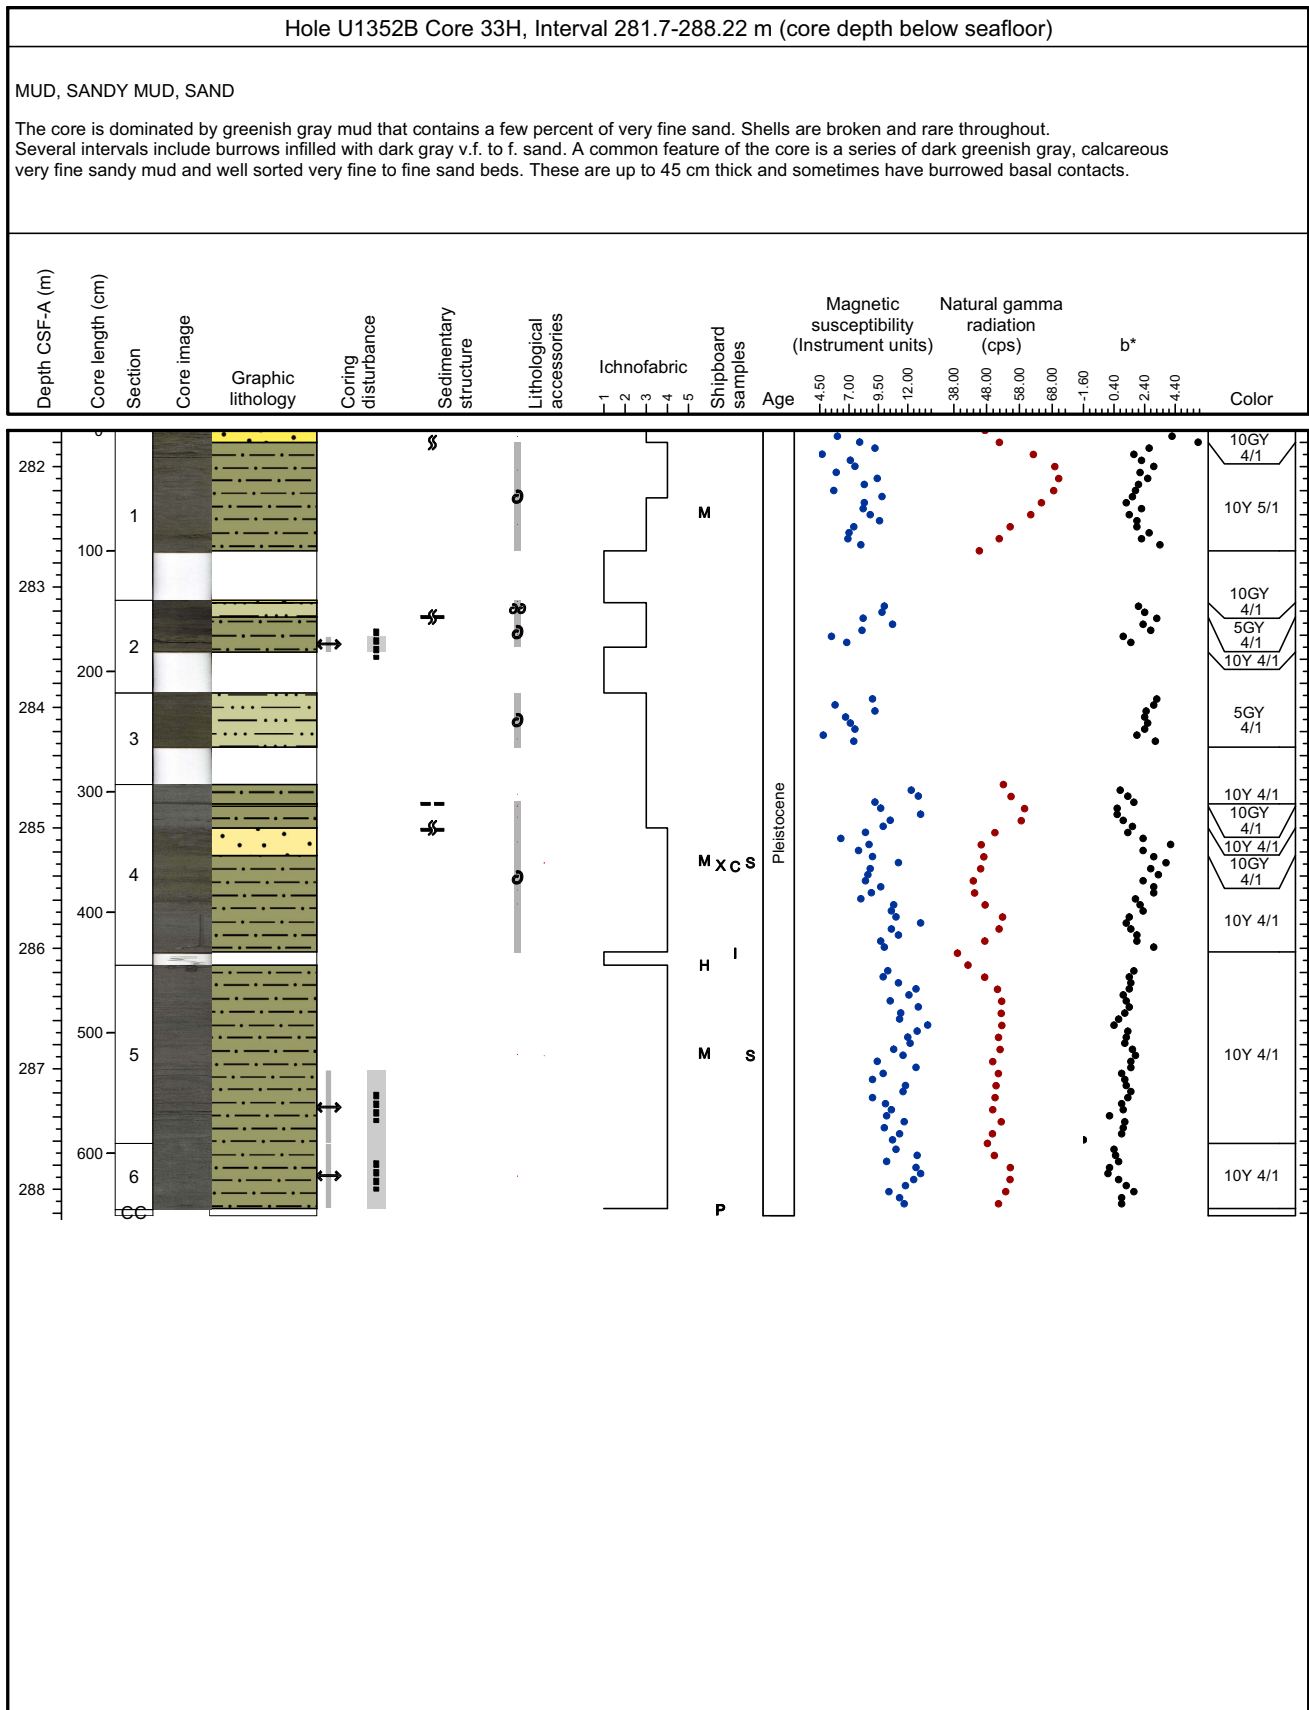 Hole U1352B Core 33H, Interval 281.7-288.22 m (core depth below seafloor)
MUD, SANDY MUD, SAND
The core is dominated by greenish gray mud that contains a few percent of very fine sand. Shells are broken and rare throughout.
Several intervals include burrows infilled with dark gray v.f. to f. sand. A common feature of the core is a series of dark greenish gray, calcareous
very fine sandy mud and well sorted very fine to fine sand beds. These are up to 45 cm thick and sometimes have burrowed basal contacts.
Depth CSF-A (m)
Core length (cm)
Section
Core image
Graphic
lithology
Coring
disturbance
Sedimentary
structure
Lithological
accessories
Ichnofabric
1 2 3 4 5
Shipboard
samples
Age
Magnetic
susceptibility
(Instrument units)
4.50 7.00 9.50 12.00
Natural gamma
radiation
(cps)
38.00 48.00 58.00 68.00
b*
-1.60 0.40 2.40 4.40
Color
282
283
284
285
286
287
288
0
100
200
300
400
500
600
1
2
3
4
5
6
CC
M
M X C S
I
H
M S
P
Pleistocene
10GY
4/1
10Y 5/1
10GY
4/1
5GY
4/1
10Y 4/1
5GY
4/1
10Y 4/1
10GY
4/1
10Y 4/1
10GY
4/1
10Y 4/1
10Y 4/1
10Y 4/1